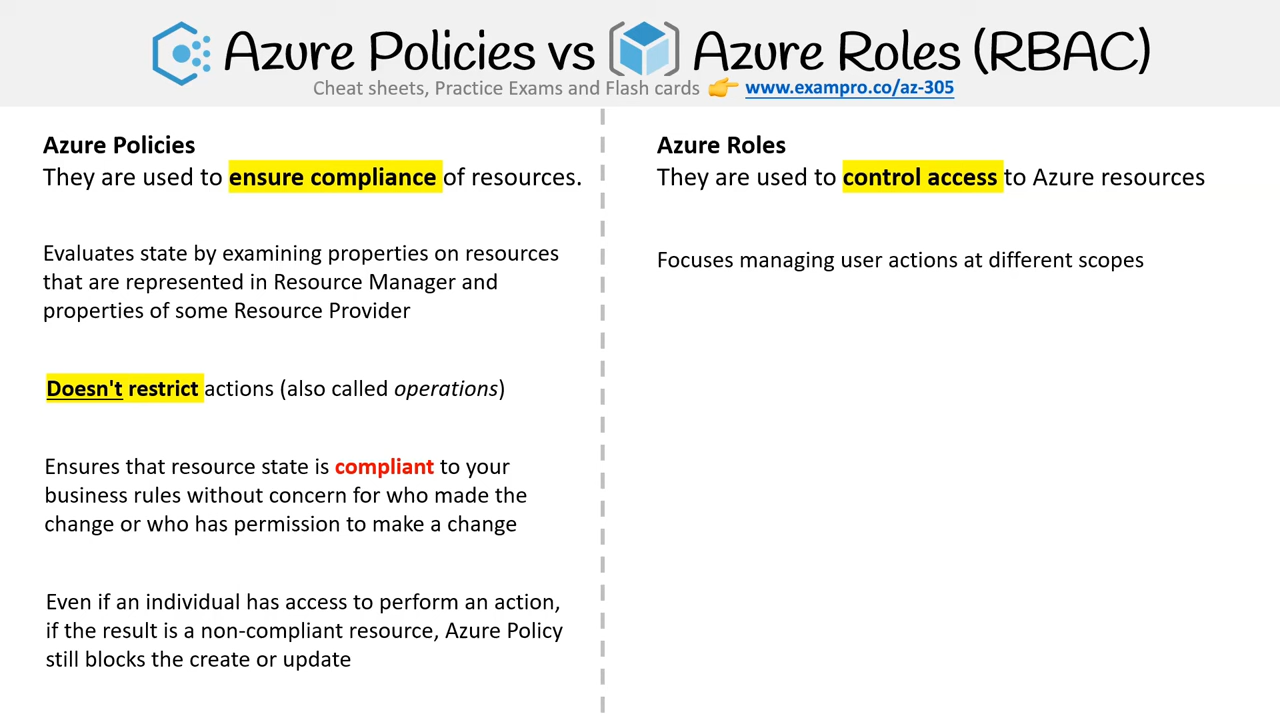 Azure Policies vs Azure Roles (RBAC)
Cheat sheets, Practice Exams and Flash cards 👉 www.exampro.co/az-305
Azure Policies
They are used to ensure compliance of resources.
Evaluates state by examining properties on resources
that are represented in Resource Manager and
properties of some Resource Provider
Doesn't restrict actions (also called operations)
Ensures that resource state is compliant to your
business rules without concern for who made the
change or who has permission to make a change
Even if an individual has access to perform an action,
if the result is a non-compliant resource, Azure Policy
still blocks the create or update
Azure Roles
They are used to control access to Azure resources
Focuses managing user actions at different scopes